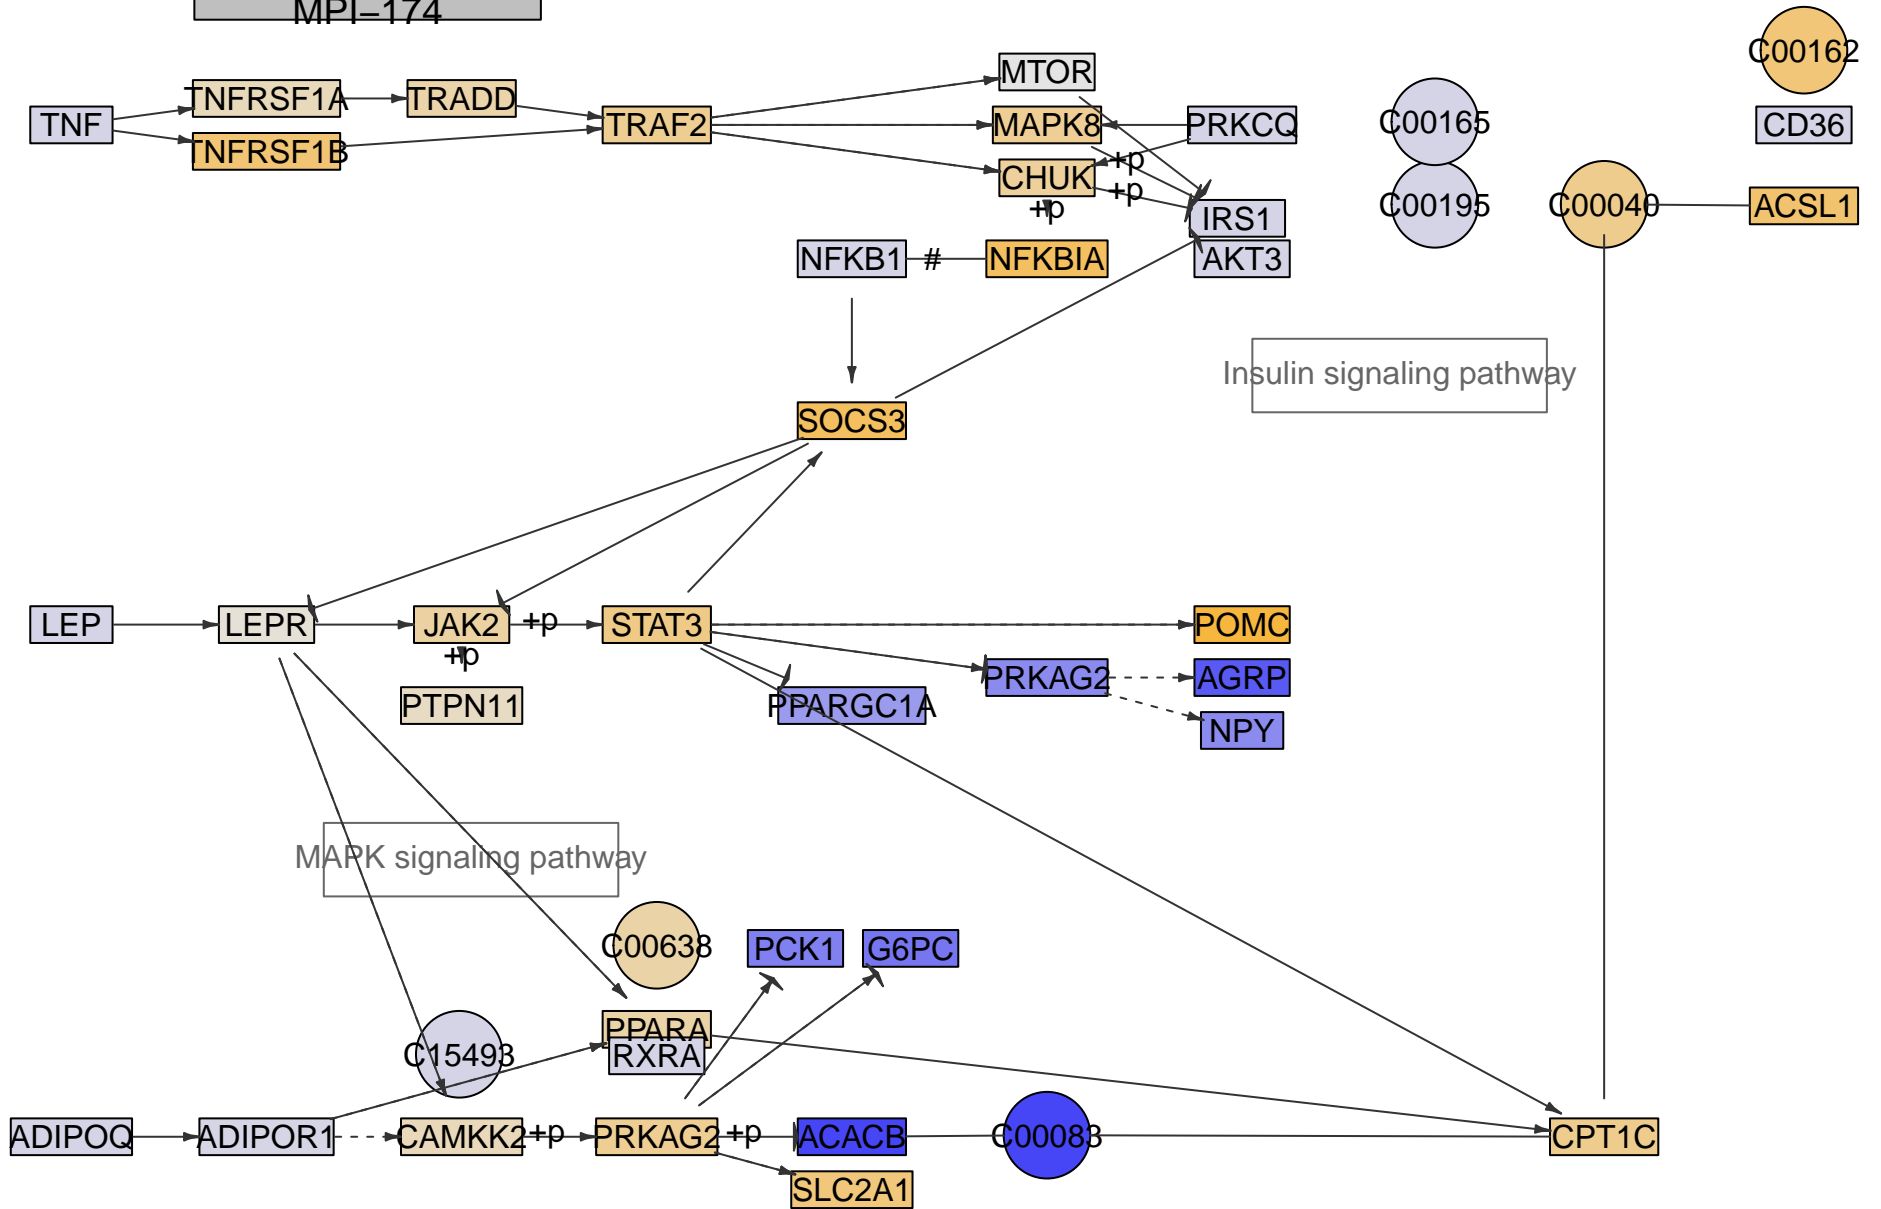 MPI–174
C00162
MTOR
TNFRSF1A
TRADD
TNF
TRAF2
MAPK8
PRKCQ
C00165
CD36
TNFRSF1B
+p
CHUK
+p
+p
IRS1
C00195
C00040
ACSL1
NFKB1
#
NFKBIA
AKT3
Insulin signaling pathway
SOCS3
LEP
LEPR
JAK2
+p
STAT3
POMC
+p
PRKAG2
AGRP
PTPN11
PPARGC1A
NPY
MAPK signaling pathway
C00638
PCK1
G6PC
PPARA
C15493
RXRA
ADIPOQ
ADIPOR1
CAMKK2
+p
PRKAG2
+p
ACACB
C00083
CPT1C
SLC2A1